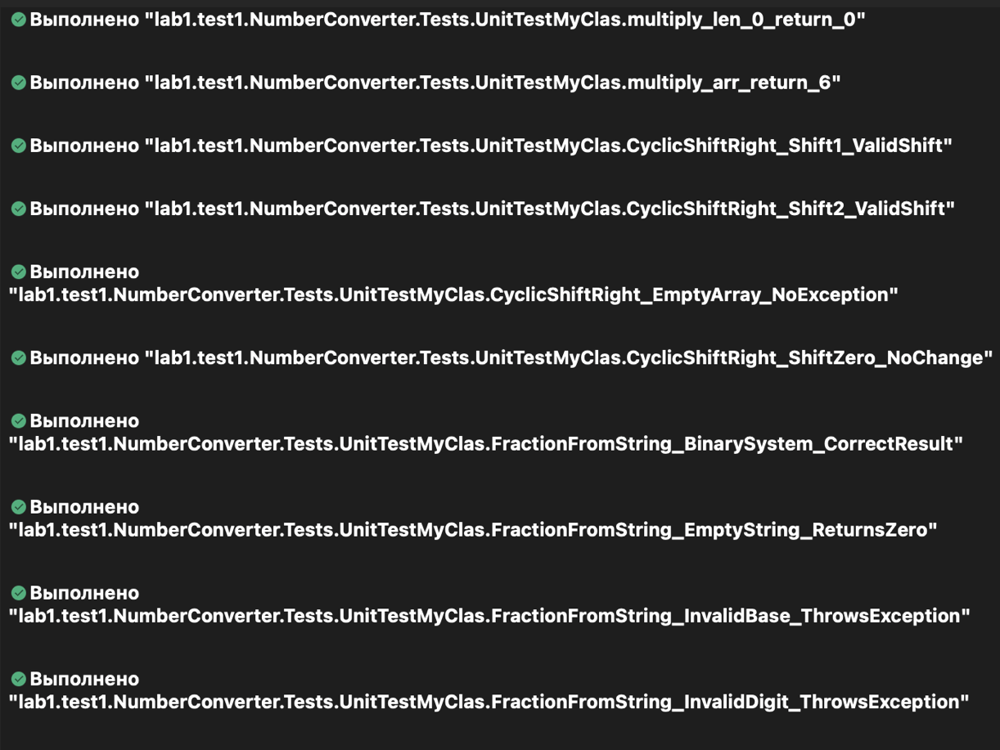 Выполнено "lab1.test1.NumberConverter.Tests.UnitTestMyClas.multiply_len_0_return_0"
Выполнено "lab1.test1.NumberConverter.Tests.UnitTestMyClas.multiply_arr_return_6"
Выполнено "lab1.test1.NumberConverter.Tests.UnitTestMyClas.CyclicShiftRight_Shift1_ValidShift"
Выполнено "lab1.test1.NumberConverter.Tests.UnitTestMyClas.CyclicShiftRight_Shift2_ValidShift"
Выполнено
"lab1.test1.NumberConverter.Tests.UnitTestMyClas.CyclicShiftRight_EmptyArray_NoException"
Выполнено "lab1.test1.NumberConverter.Tests.UnitTestMyClas.CyclicShiftRight_ShiftZero_NoChange"
Выполнено
"lab1.test1.NumberConverter.Tests.UnitTestMyClas.FractionFromString_BinarySystem_CorrectResult"
Выполнено
"lab1.test1.NumberConverter.Tests.UnitTestMyClas.FractionFromString_EmptyString_ReturnsZero"
Выполнено
"lab1.test1.NumberConverter.Tests.UnitTestMyClas.FractionFromString_InvalidBase_ThrowsException"
Выполнено
"lab1.test1.NumberConverter.Tests.UnitTestMyClas.FractionFromString_InvalidDigit_ThrowsException"